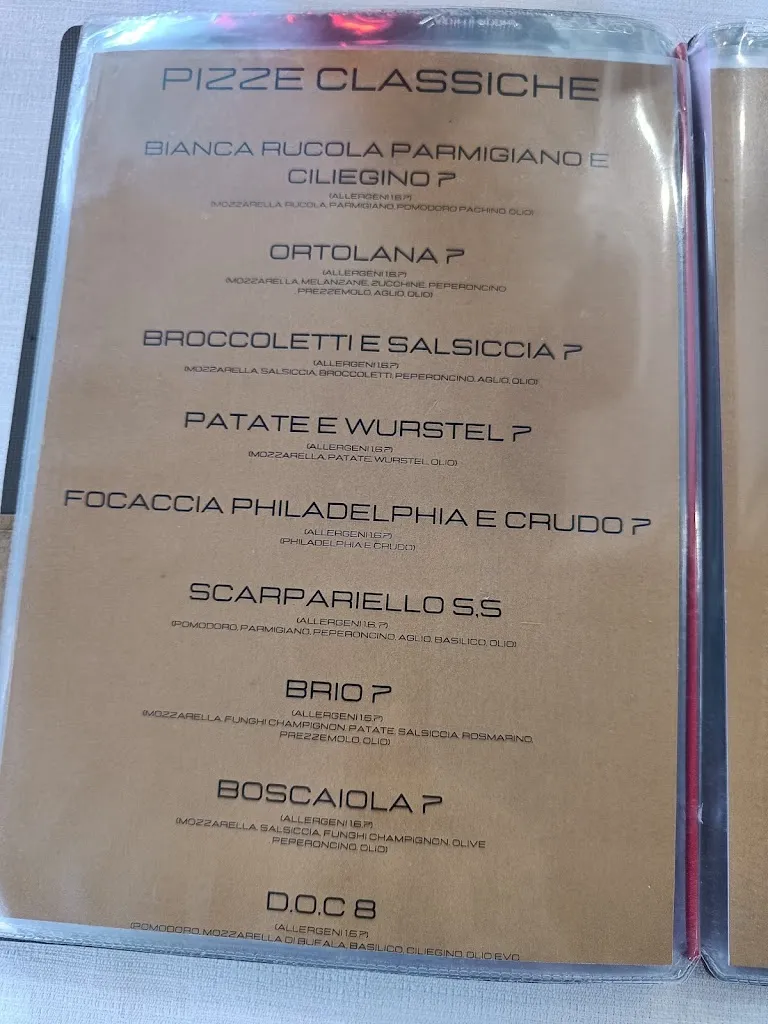 PIZZE CLASSICHE
BIANCA RUCOLA PARMIGIANO E
CILIEGINO 7
(ALLERGENI 1.6.7)
(MOZZARELLA, RUCOLA, PARMIGIANO, POMODORO PACHINO, OLIO)
ORTOLANA 7
(ALLERGENI 1.6.7)
(MOZZARELLA, MELANZANE, ZUCCHINE, PEPERONCINO
PREZZEMOLO, AGLIO, OLIO)
BROCCOLETTI E SALSICCIA 7
(ALLERGENI 1.6.7)
(MOZZARELLA, SALSICCIA, BROCCOLETTI, PEPERONCINO, AGLIO, OLIO)
PATATE E WURSTEL 7
(ALLERGENI 1.6.7)
(MOZZARELLA, PATATE, WURSTEL, OLIO)
FOCACCIA PHILADELPHIA E CRUDO 7
(ALLERGENI 1.6.7)
(PHILADELPHIA E CRUDO)
SCARPARIELLO 5,5
(ALLERGENI 1.6.7)
(POMODORO, PARMIGIANO, PEPERONCINO, AGLIO, BASILICO, OLIO)
BRIO 7
(ALLERGENI 1.6.7)
(MOZZARELLA, FUNGHI CHAMPIGNON, PATATE, SALSICCIA, ROSMARINO,
PREZZEMOLO, OLIO)
BOSCAIOLA 7
(ALLERGENI 1.6.7)
(MOZZARELLA, SALSICCIA, FUNGHI CHAMPIGNON, OLIVE
PEPERONCINO, OLIO)
D.O.C 8
(ALLERGENI 1.6.7)
(POMODORO, MOZZARELLA DI BUFALA, BASILICO, CILIEGINO, OLIO EVO